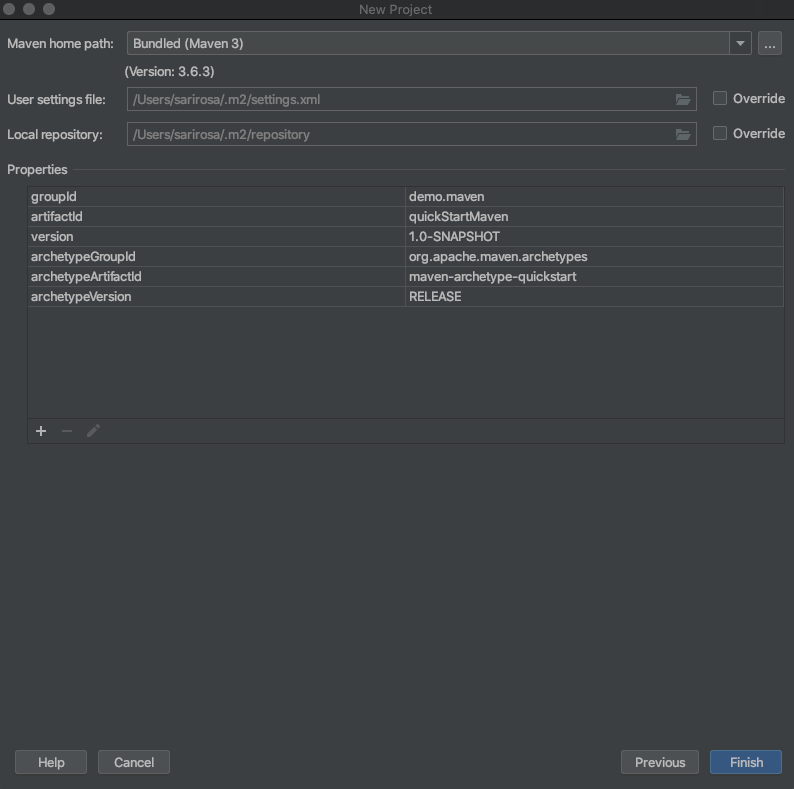 New Project
Maven home path: Bundled (Maven 3) ...
(Version: 3.6.3)
User settings file: /Users/sarirosa/.m2/settings.xml Override
Local repository: /Users/sarirosa/.m2/repository Override
Properties
groupId demo.maven
artifactId quickStartMaven
version 1.0-SNAPSHOT
archetypeGroupId org.apache.maven.archetypes
archetypeArtifactId maven-archetype-quickstart
archetypeVersion RELEASE
Help Cancel Previous Finish